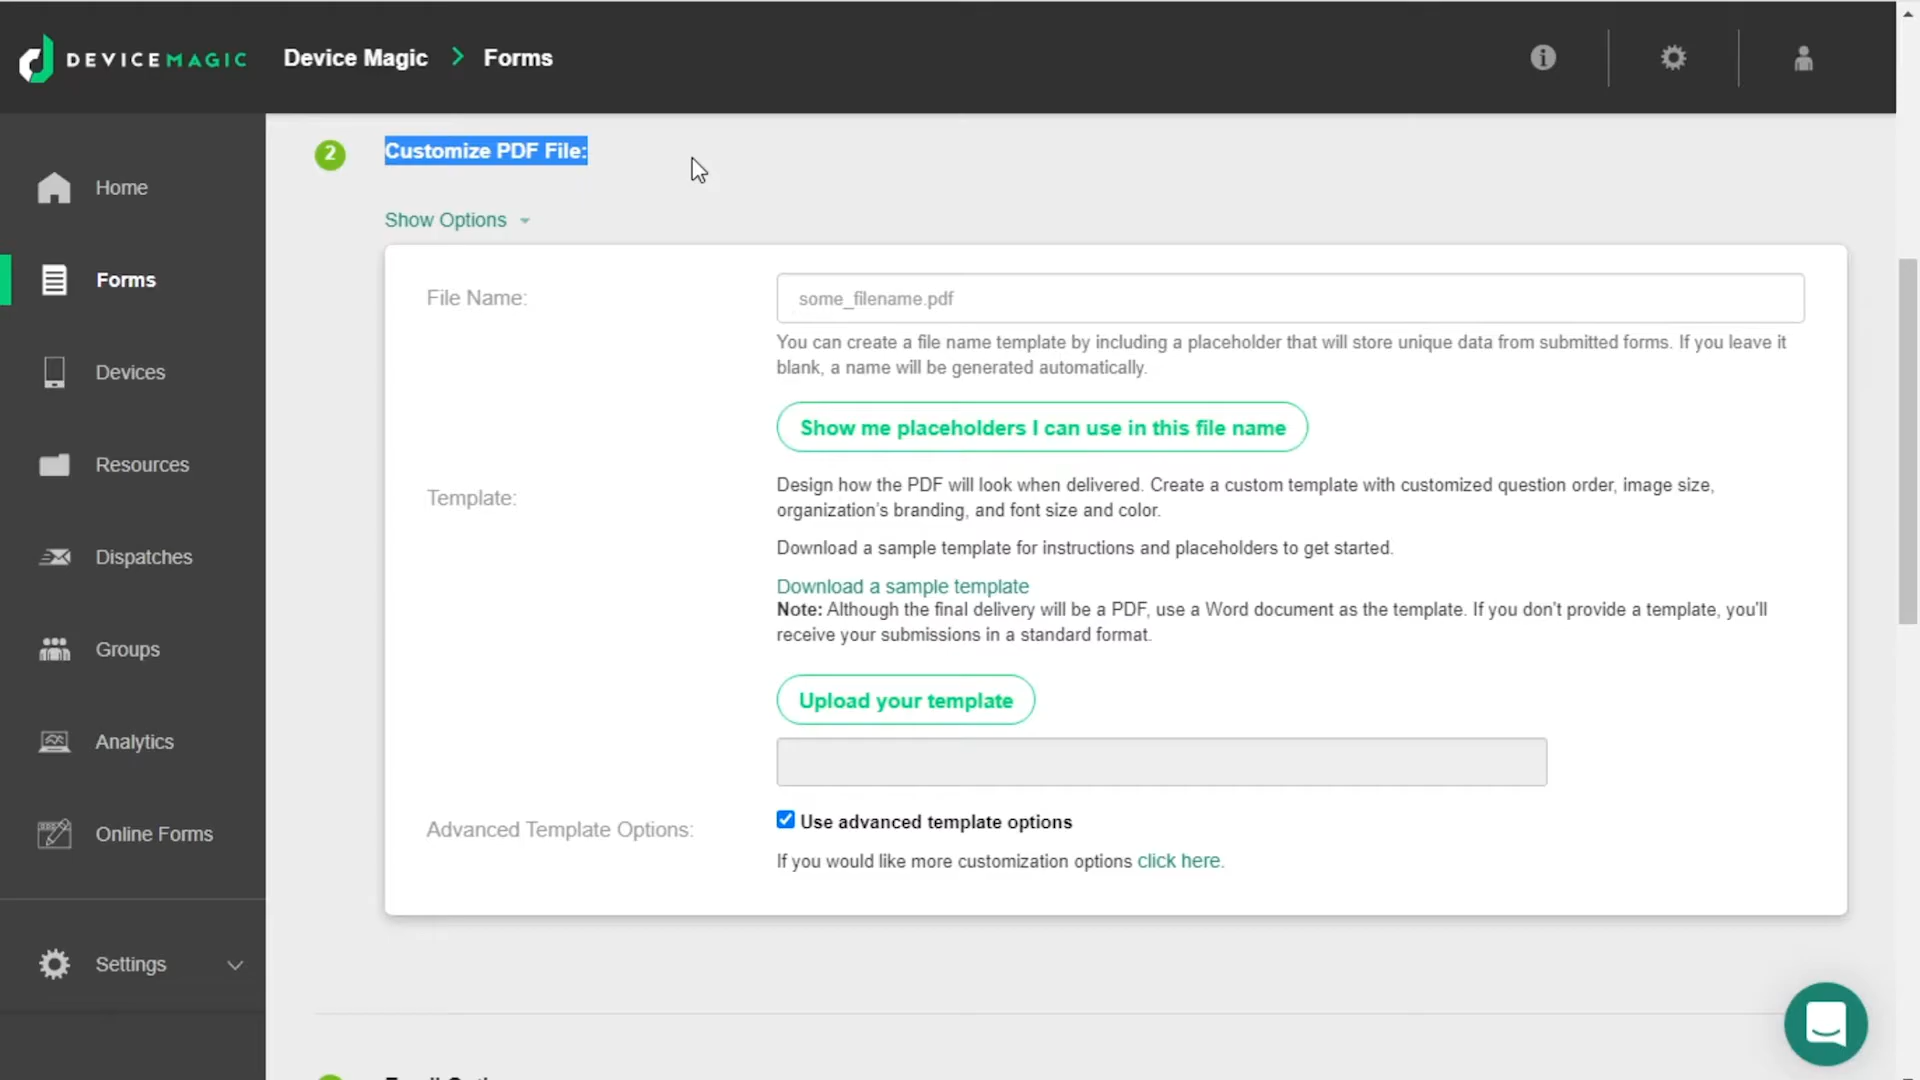 DEVICEMAGIC
Device Magic > Forms
Home
Forms
Devices
Resources
Dispatches
Groups
Analytics
Online Forms
Settings
2
Customize PDF File:
Show Options
File Name:
some_filename.pdf
You can create a file name template by including a placeholder that will store unique data from submitted forms. If you leave it
blank, a name will be generated automatically.
Show me placeholders I can use in this file name
Template:
Design how the PDF will look when delivered. Create a custom template with customized question order, image size,
organization's branding, and font size and color.
Download a sample template for instructions and placeholders to get started.
Download a sample template
Note: Although the final delivery will be a PDF, use a Word document as the template. If you don't provide a template, you'll
receive your submissions in a standard format.
Upload your template
Advanced Template Options:
Use advanced template options
If you would like more customization options click here.